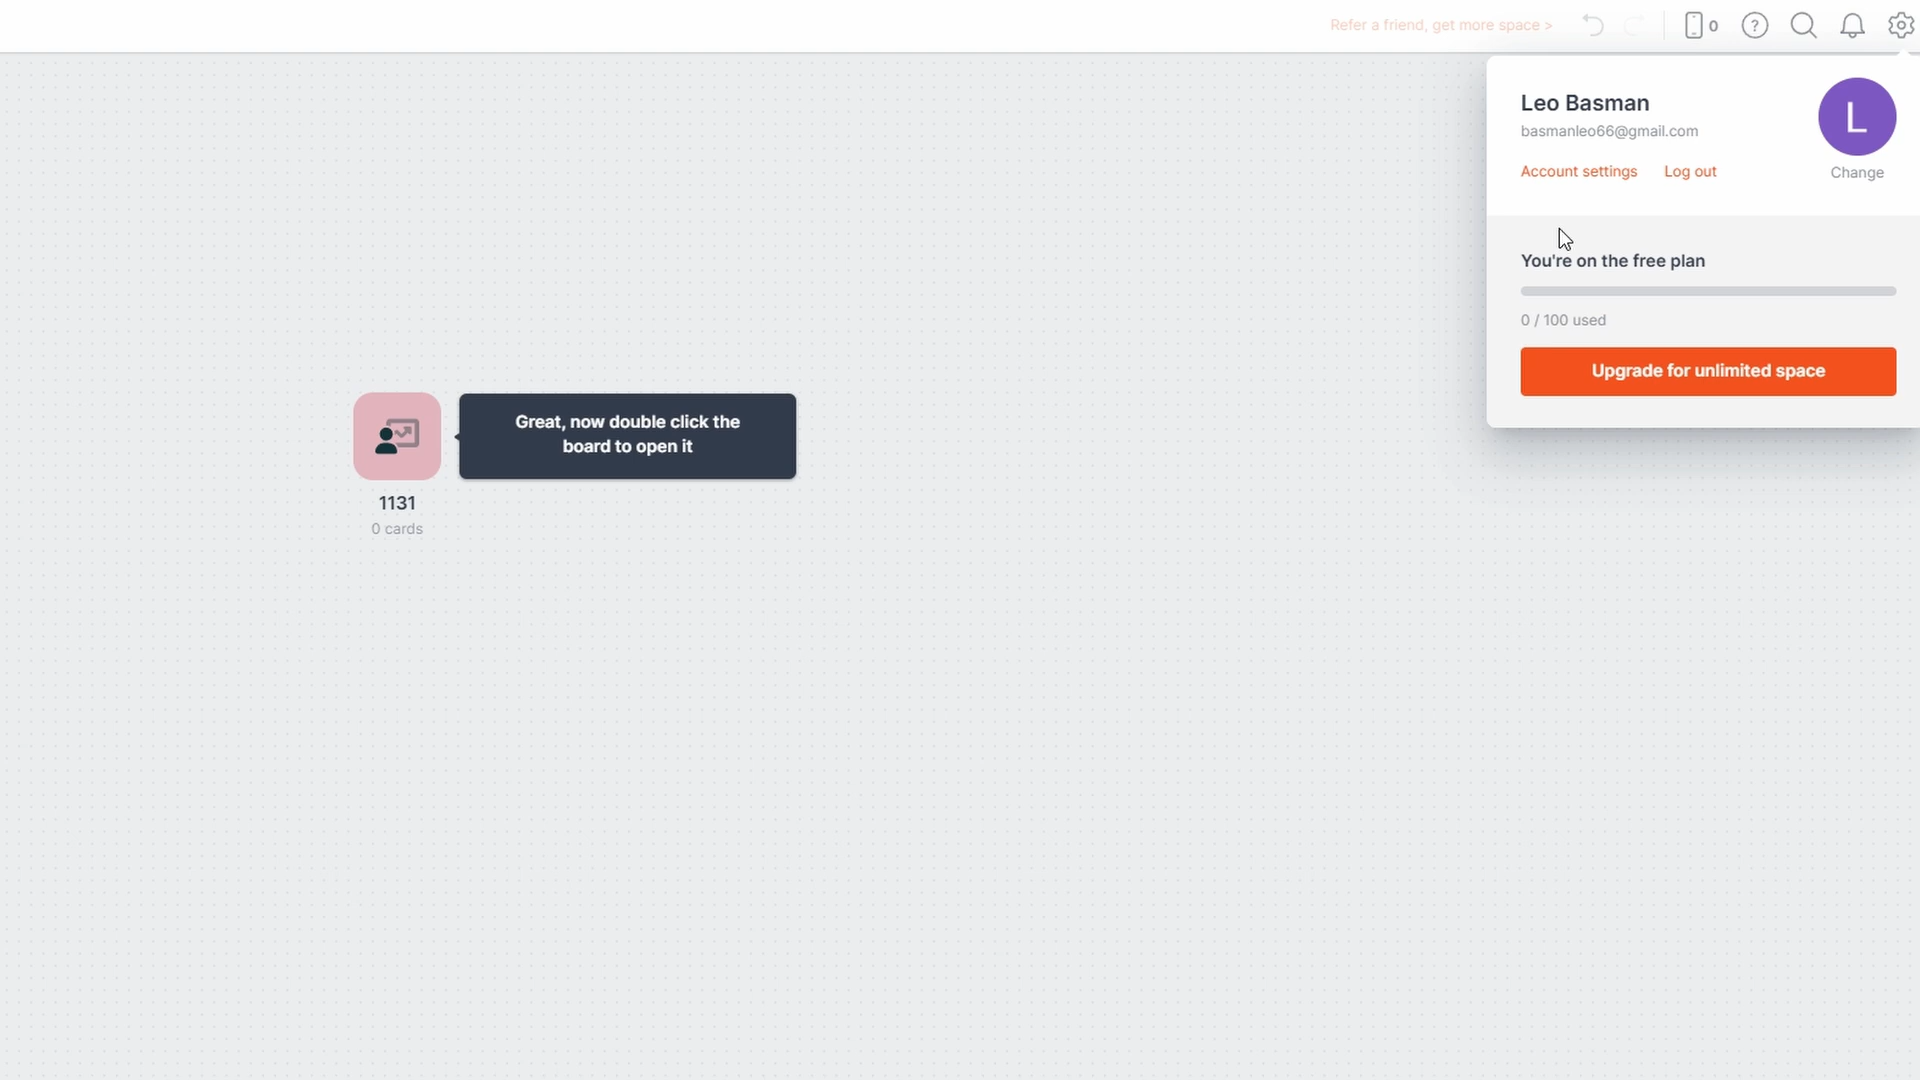 Refer a friend, get more space >
0
Leo Basman
basmanleo66@gmail.com
Account settings Log out
L
Change
You're on the free plan
0 / 100 used
Upgrade for unlimited space
Great, now double click the
board to open it
1131
0 cards